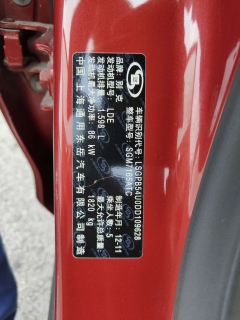 车辆识别代号: LSGPB54U0DD109628
整车型号: SGM7165ATC
品牌: 别克
制造年月: 12-11
发动机型号: LDE
乘坐人数: 5
发动机排量: 1.598 L
最大允许总质量:
发动机最大净功率: 86 kW
1820 kg
中国 上海通用东岳汽车有限公司制造